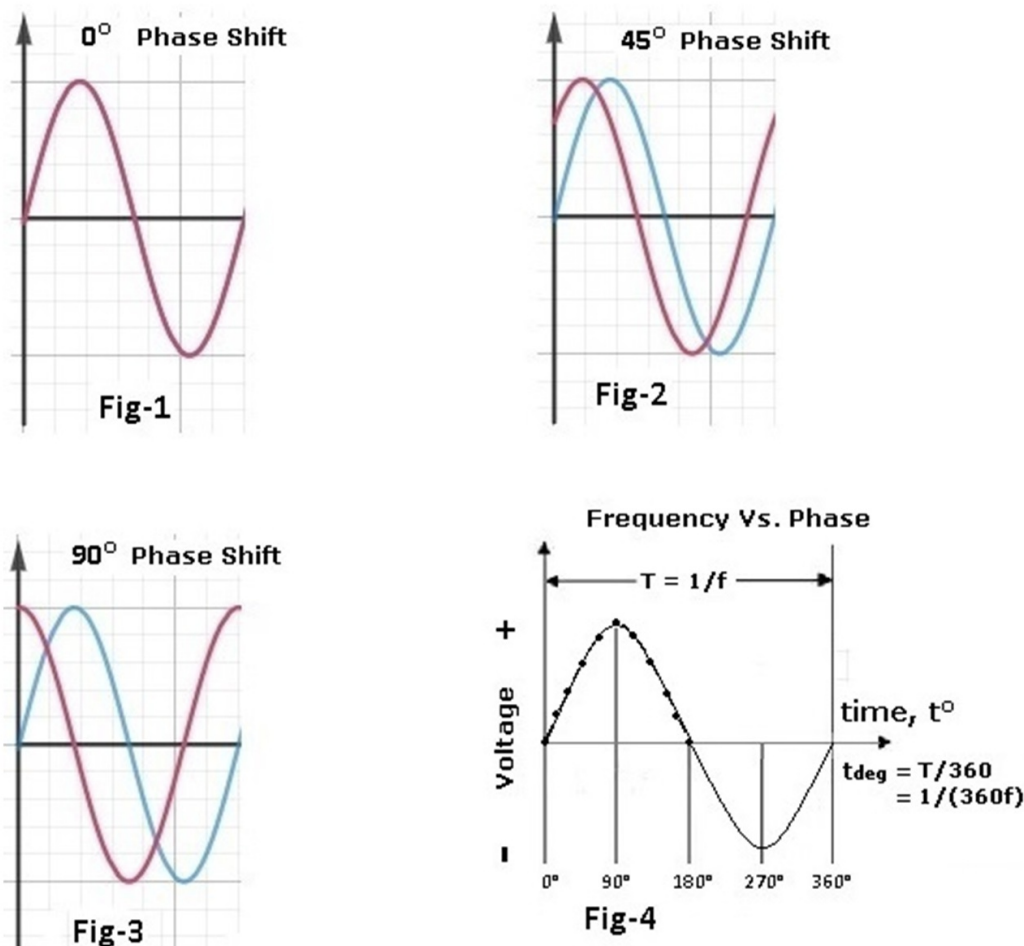 0° Phase Shift
Fig-1
45° Phase Shift
Fig-2
90° Phase Shift
Fig-3
Frequency Vs. Phase
T = 1/f
+
Voltage
-
time, t°
tdeg = T/360
= 1/(360f)
0° 90° 180° 270° 360°
Fig-4